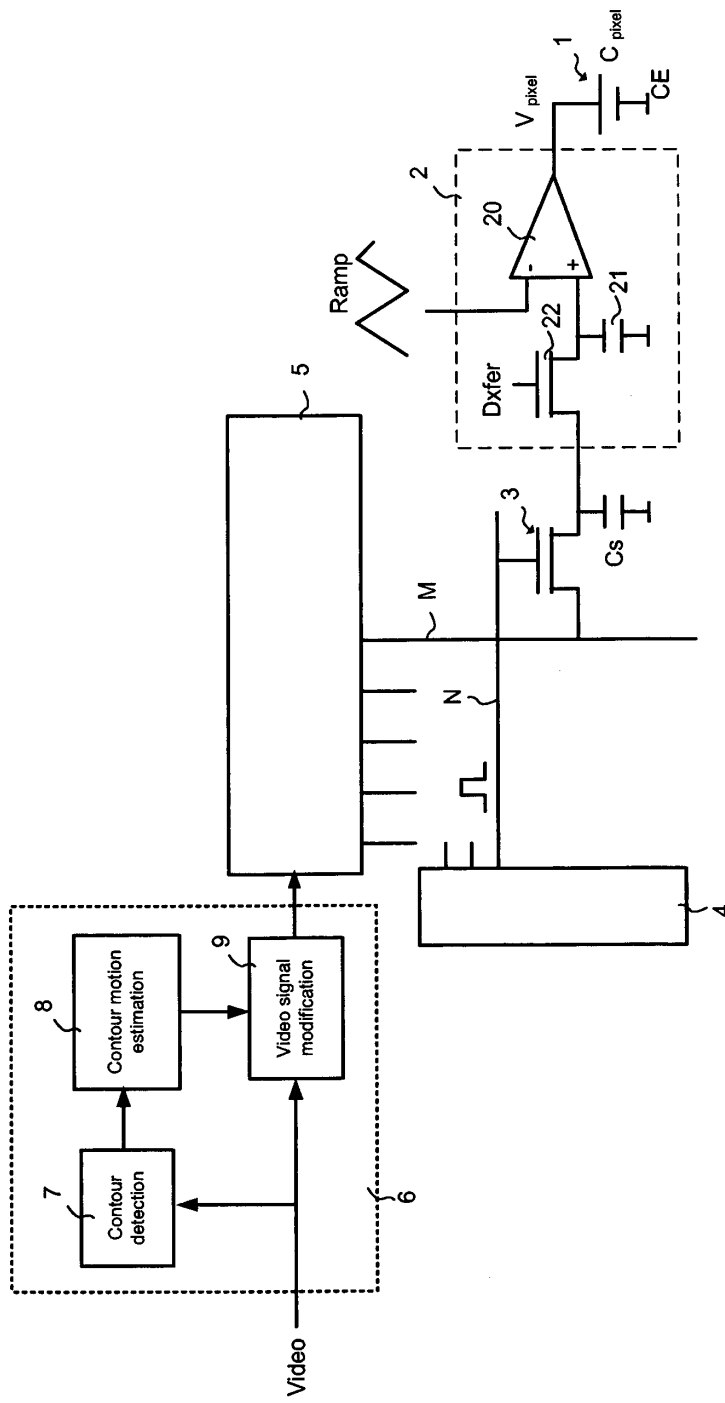 Video
6
7
Contour
detection
8
Contour motion
estimation
9
Video signal
modification
5
4
N
M
3
Cs
Ramp
2
Dxfer
22
21
20
-
+
V pixel
1
C pixel
CE